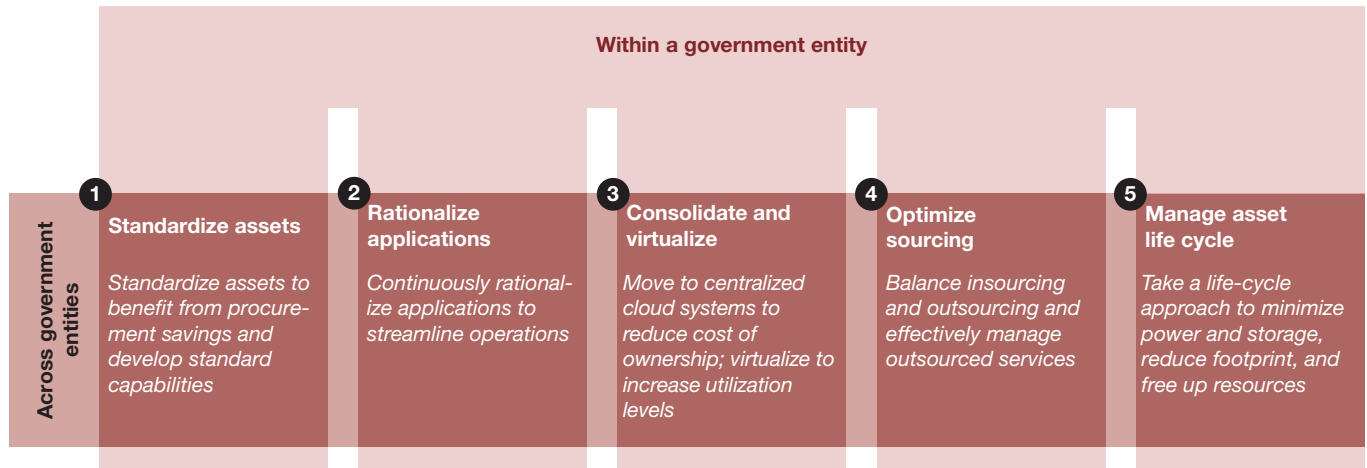 Within a government entity
Across government
entities
1
Standardize assets
Standardize assets to
benefit from procure-
ment savings and
develop standard
capabilities
2
Rationalize
applications
Continuously rational-
ize applications to
streamline operations
3
Consolidate and
virtualize
Move to centralized
cloud systems to
reduce cost of
ownership; virtualize to
increase utilization
levels
4
Optimize
sourcing
Balance insourcing
and outsourcing and
effectively manage
outsourced services
5
Manage asset
life cycle
Take a life-cycle
approach to minimize
power and storage,
reduce footprint, and
free up resources